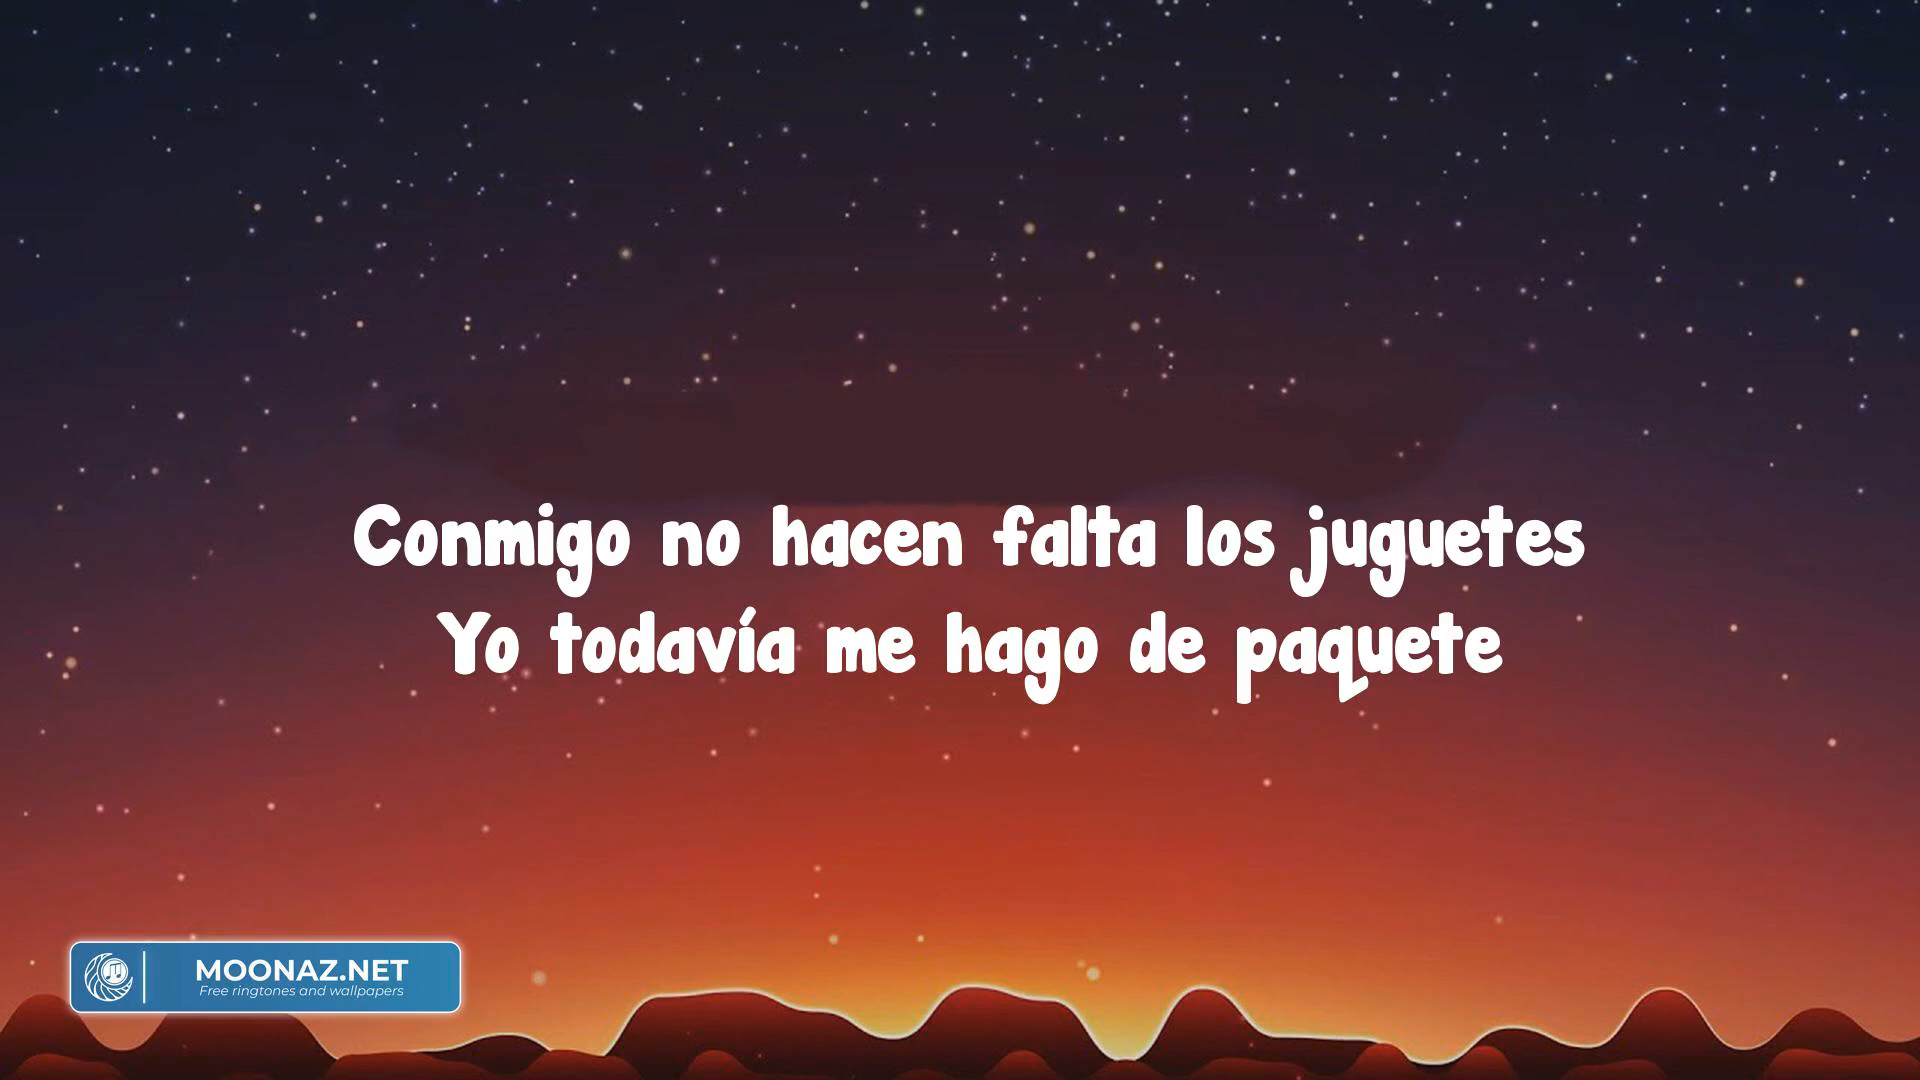 Conmigo no hacen falta los juguetes
Yo todavía me hago de paquete
MOONAZ.NET
Free ringtones and wallpapers